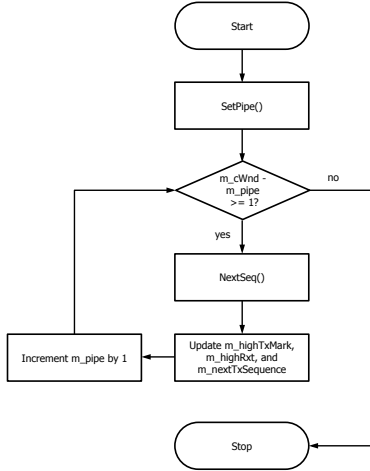 Start
SetPipe()
m_cWnd -
m_pipe
>= 1?
no
yes
NextSeq()
Increment m_pipe by 1
Update m_highTxMark,
m_highRxt, and
m_nextTxSequence
Stop